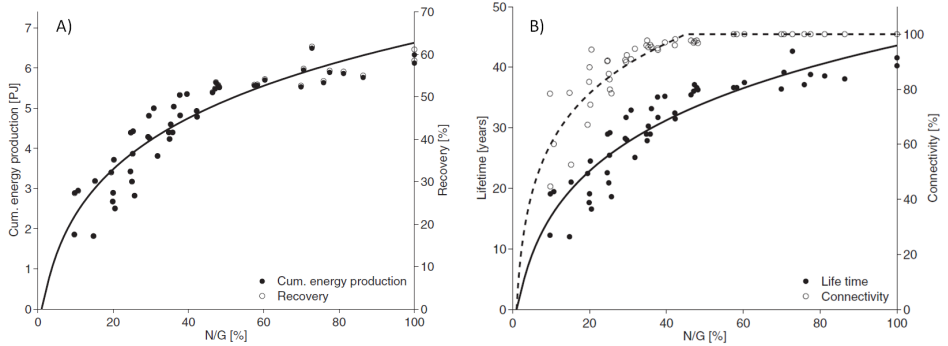 A)
Cum. energy production [PJ]
7
6
5
4
3
2
1
0
70
60
50
40
30
20
10
0
Recovery [%]
Cum. energy production
Recovery
0 20 40 60 80 100
N/G [%]
B)
Lifetime [years]
50
40
30
20
10
0
100
80
60
40
20
0
Connectivity [%]
Life time
Connectivity
0 20 40 60 80 100
N/G [%]